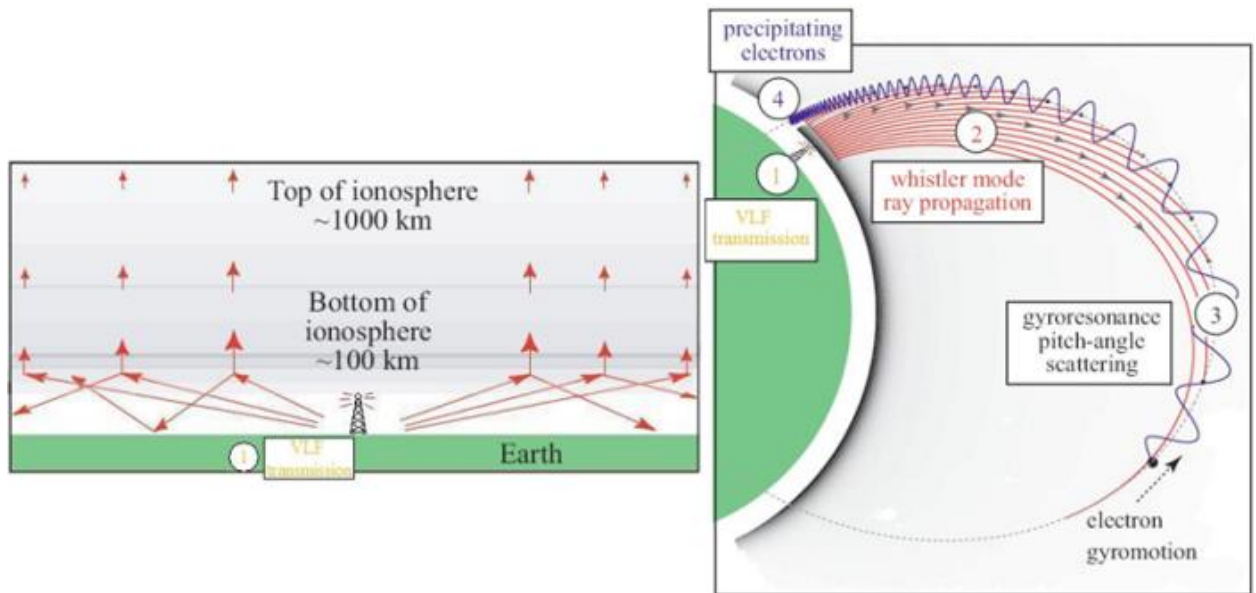 Top of ionosphere
~1000 km
Bottom of
ionosphere
~100 km
1
VLF
transmission
Earth
precipitating
electrons
4
1
VLF
transmission
2
whistler mode
ray propagation
3
gyroresonance
pitch-angle
scattering
electron
gyromotion